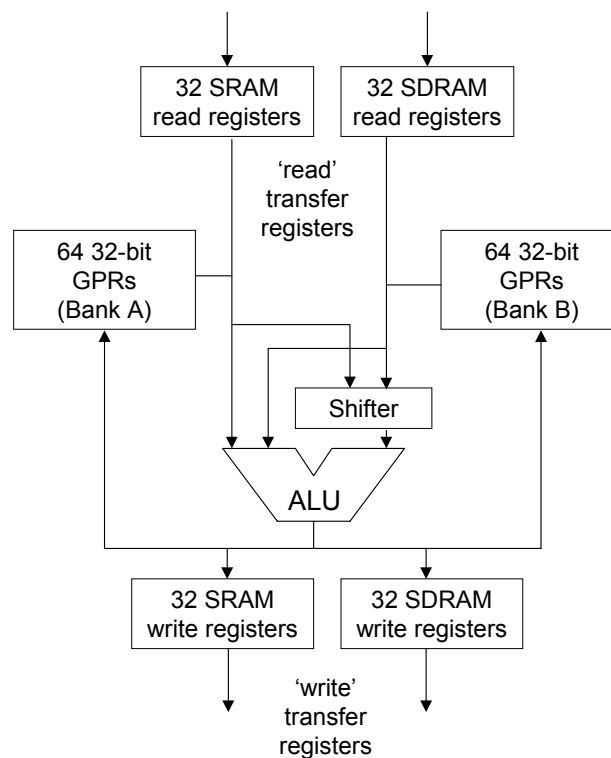 32 SRAM
read registers
32 SDRAM
read registers
‘read’
transfer
registers
64 32-bit
GPRs
(Bank A)
64 32-bit
GPRs
(Bank B)
Shifter
ALU
32 SRAM
write registers
32 SDRAM
write registers
‘write’
transfer
registers